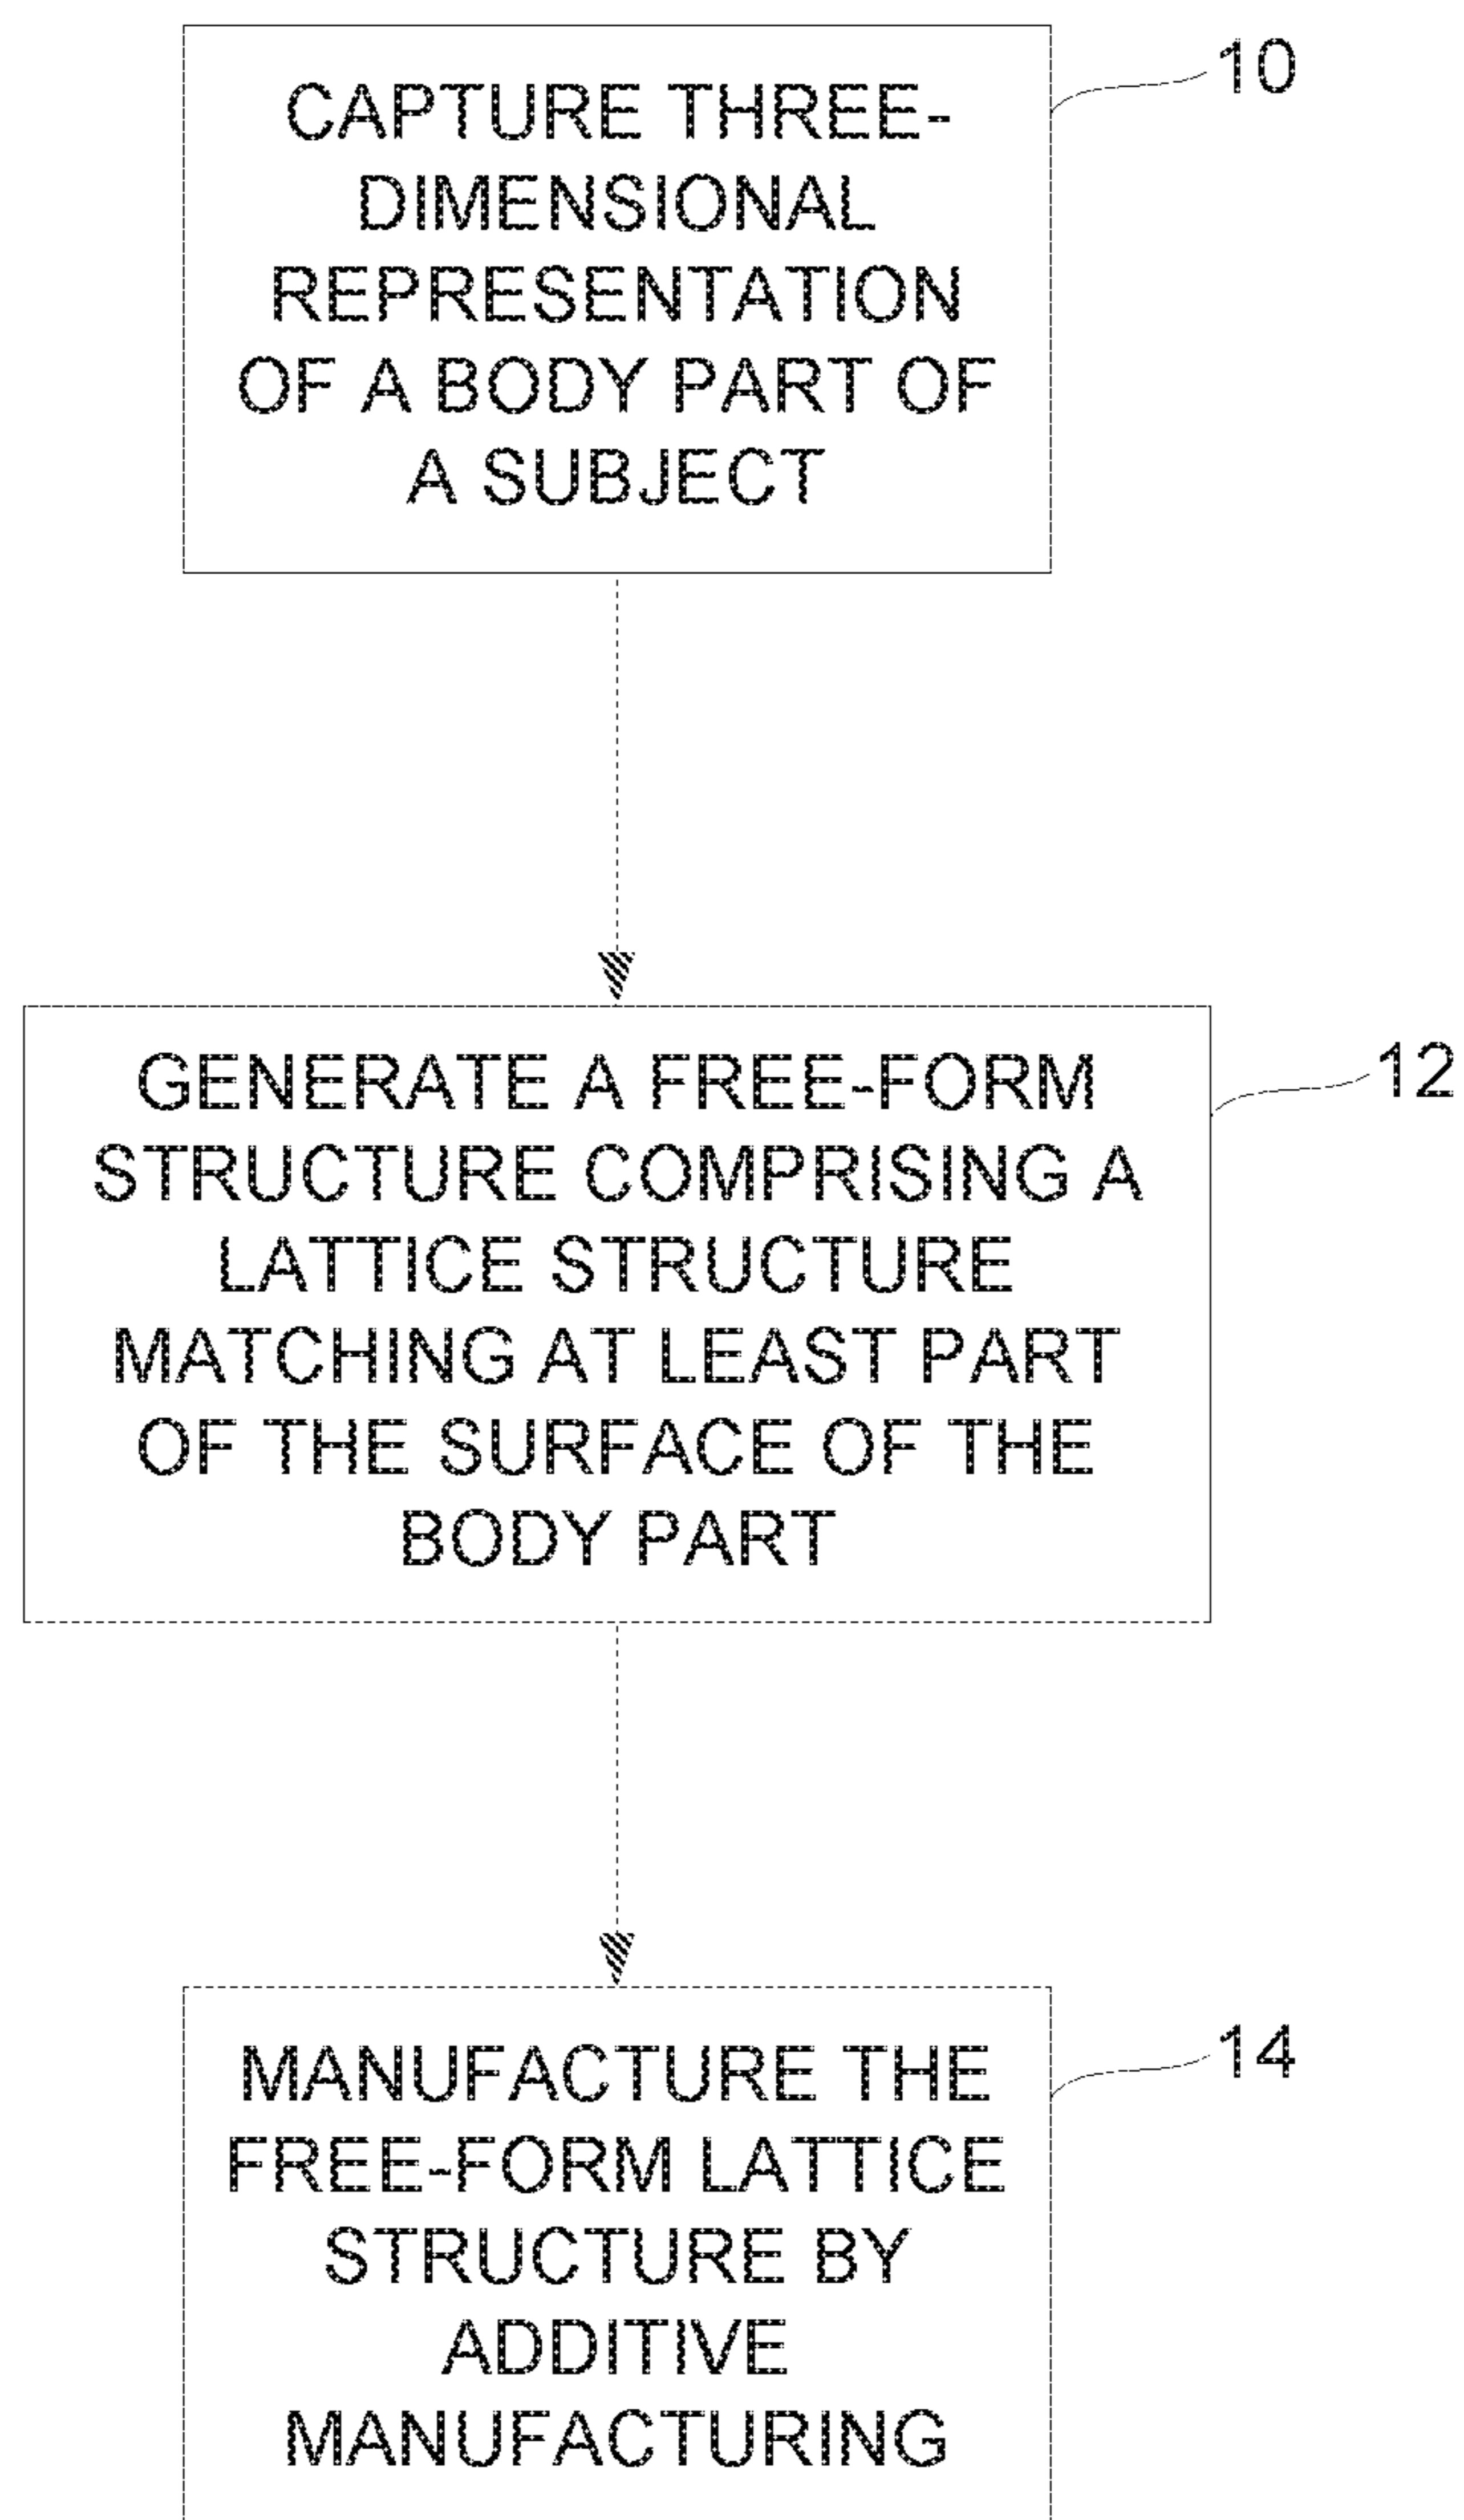 CAPTURE THREE-
DIMENSIONAL
REPRESENTATION
OF A BODY PART OF
A SUBJECT
10
GENERATE A FREE-FORM
STRUCTURE COMPRISING A
LATTICE STRUCTURE
MATCHING AT LEAST PART
OF THE SURFACE OF THE
BODY PART
12
MANUFACTURE THE
FREE-FORM LATTICE
STRUCTURE BY
ADDITIVE
MANUFACTURING
14